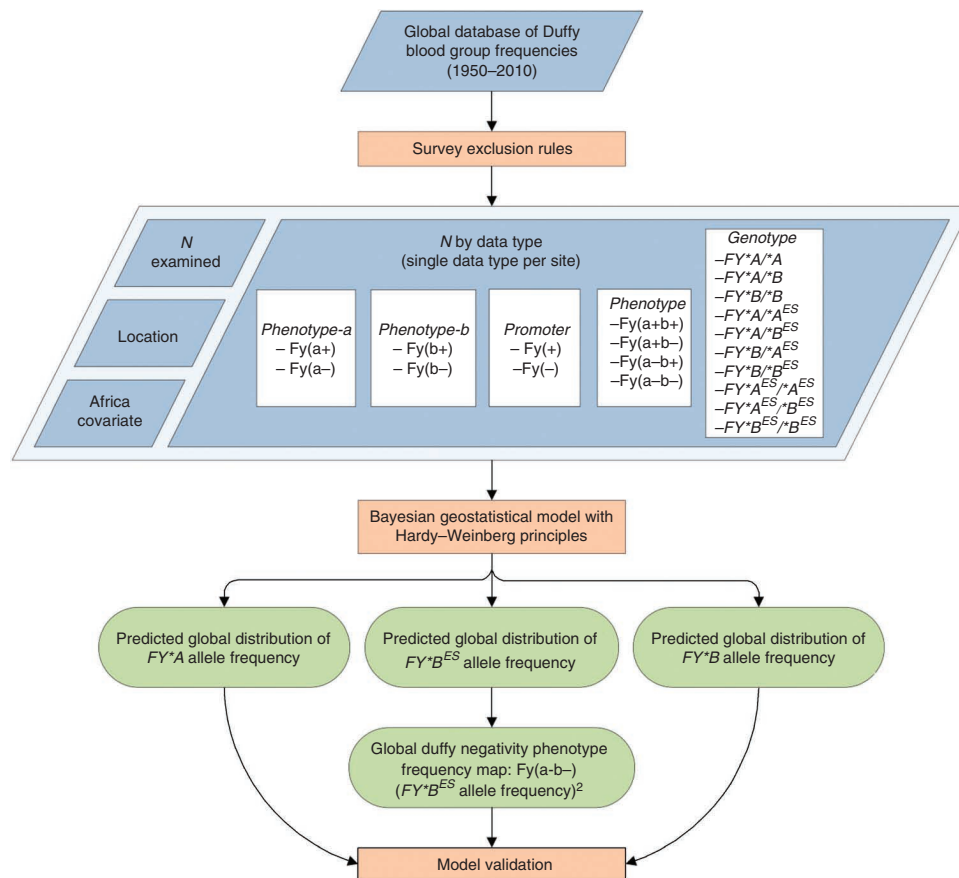 Global database of Duffy
blood group frequencies
(1950–2010)
Survey exclusion rules
N
examined
Location
Africa
covariate
N by data type
(single data type per site)
Phenotype-a
– Fy(a+)
– Fy(a–)
Phenotype-b
– Fy(b+)
– Fy(b–)
Promoter
– Fy(+)
–Fy(–)
Phenotype
–Fy(a+b+)
–Fy(a+b–)
–Fy(a–b+)
–Fy(a–b–)
Genotype
–FY*A/*A
–FY*A/*B
–FY*B/*B
–FY*A/*A^ES
–FY*A/*B^ES
–FY*B/*A^ES
–FY*B/*B^ES
–FY*A^ES/*A^ES
–FY*A^ES/*B^ES
–FY*B^ES/*B^ES
Bayesian geostatistical model with
Hardy–Weinberg principles
Predicted global distribution of
FY*A allele frequency
Predicted global distribution of
FY*B^ES allele frequency
Predicted global distribution of
FY*B allele frequency
Global duffy negativity phenotype
frequency map: Fy(a-b–)
(FY*B^ES allele frequency)²
Model validation